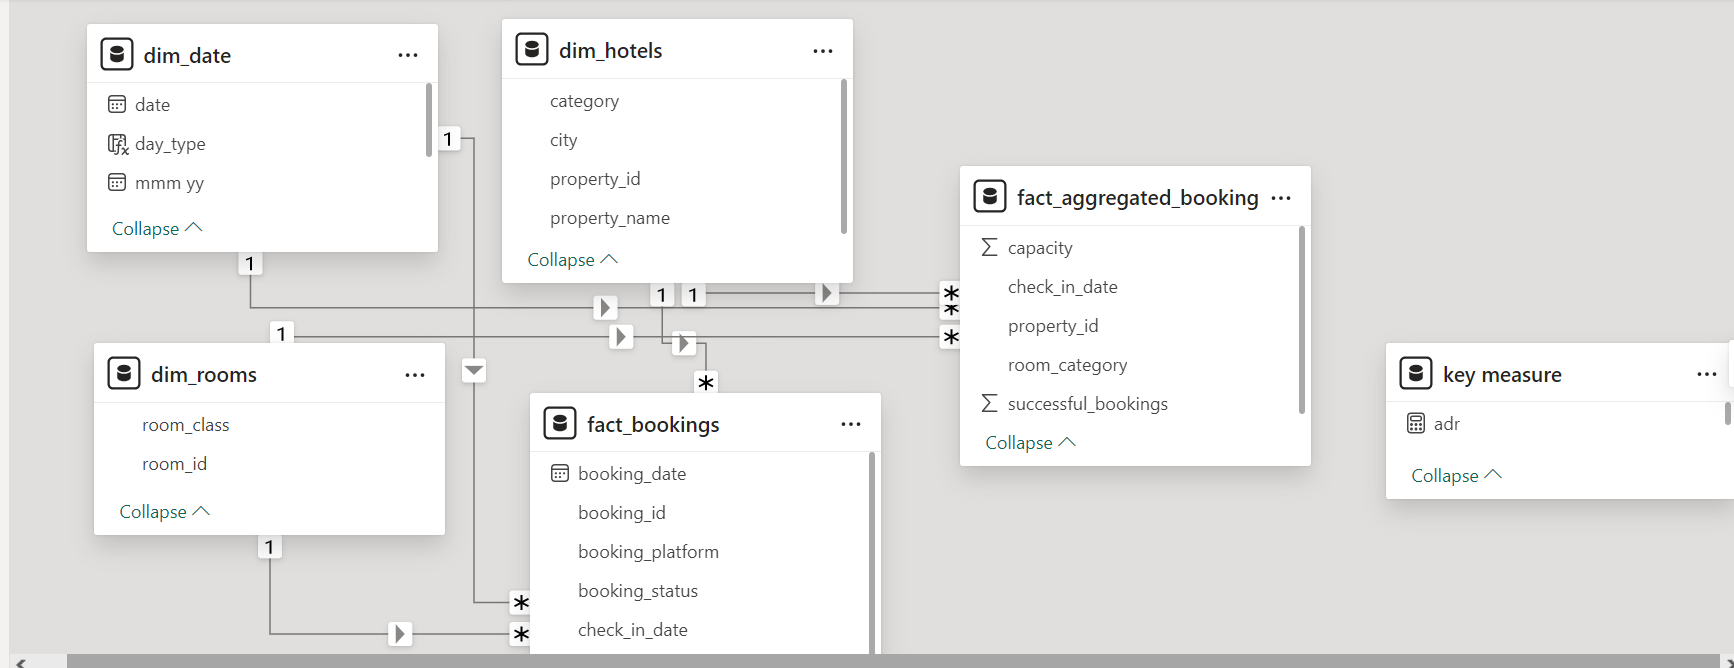 dim_date
date
day_type
mmm yy
Collapse
1
1
dim_hotels
category
city
property_id
property_name
Collapse
1
1
fact_aggregated_booking
capacity
check_in_date
property_id
room_category
successful_bookings
Collapse
*
*
*
1
dim_rooms
room_class
room_id
Collapse
1
*
fact_bookings
booking_date
booking_id
booking_platform
booking_status
check_in_date
*
*
key measure
adr
Collapse